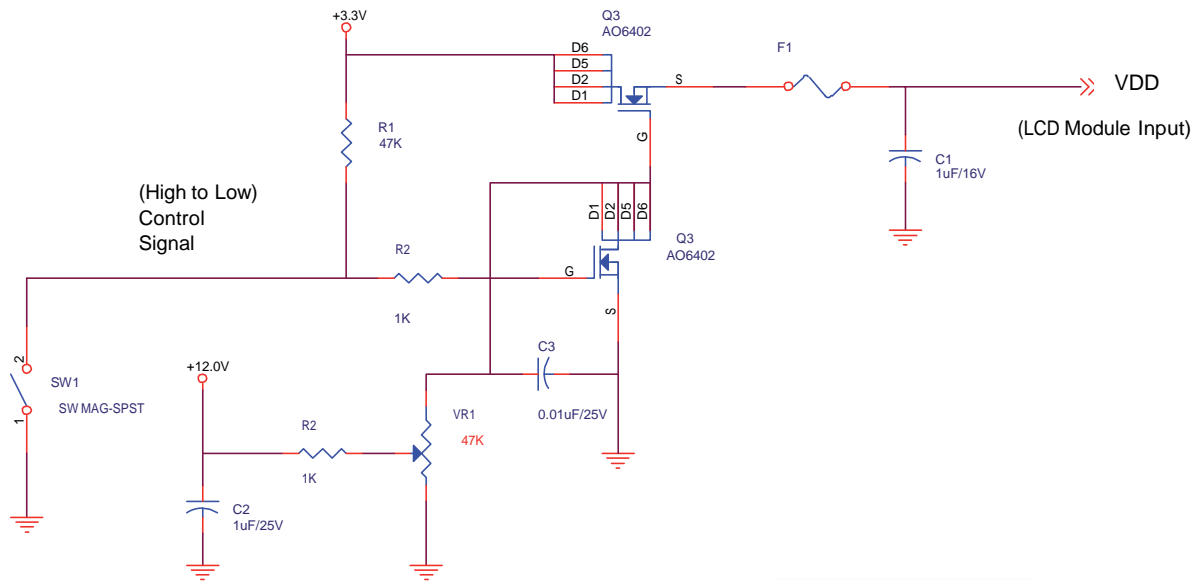 +3.3V
Q3
AO6402
D6
D5
D2
D1
S
G
F1
VDD
(LCD Module Input)
R1
47K
C1
1uF/16V
(High to Low)
Control
Signal
D1
D2
D5
D6
Q3
AO6402
R2
1K
G
S
+12.0V
C3
0.01uF/25V
2
1
SW1
SW MAG-SPST
R2
1K
VR1
47K
C2
1uF/25V